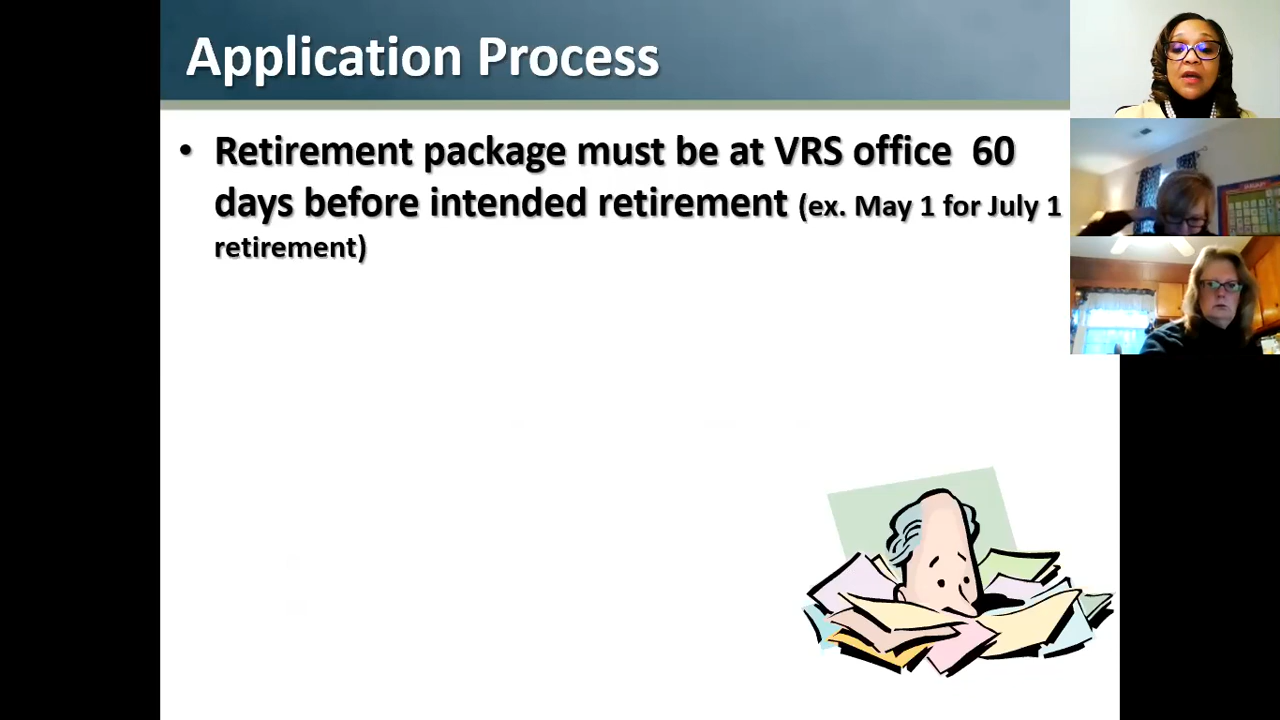 Application Process
• Retirement package must be at VRS office 60
days before intended retirement (ex. May 1 for July 1
retirement)